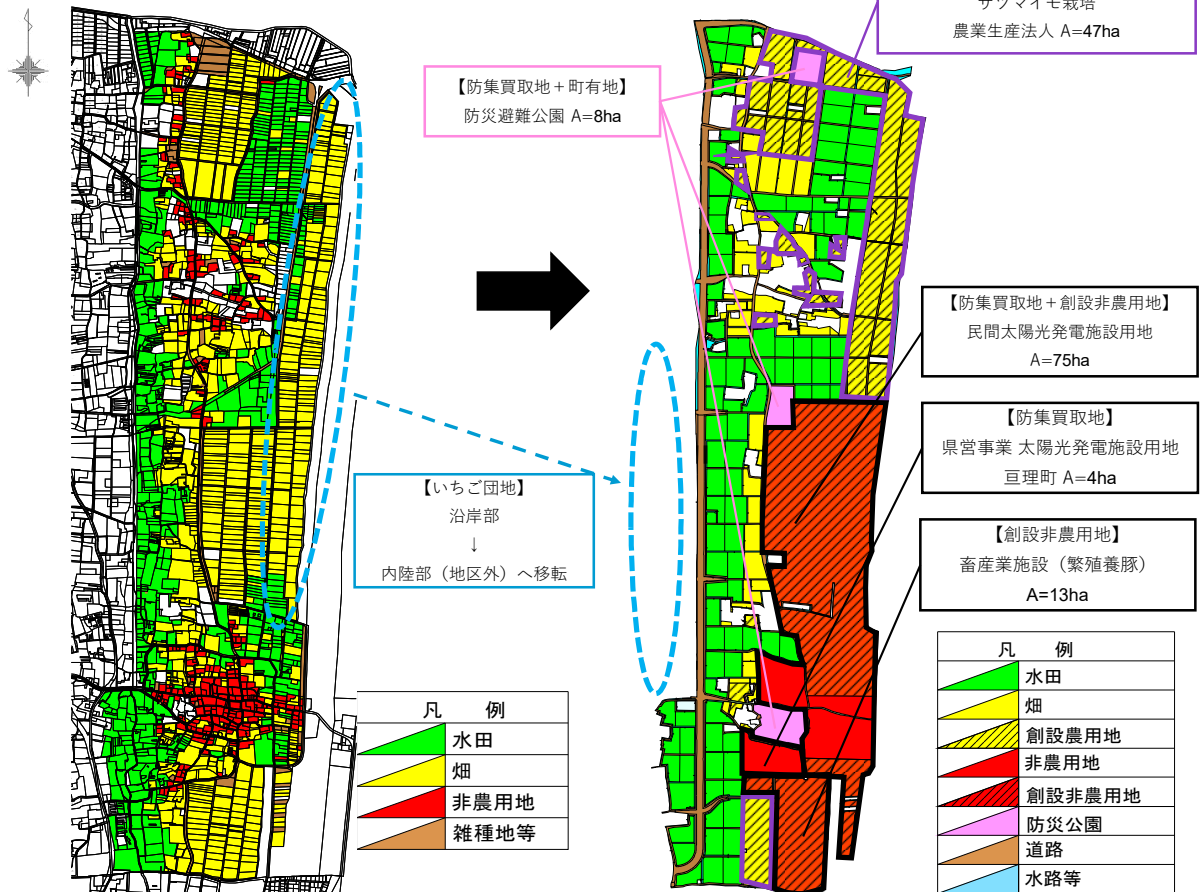 サツマイモ栽培
農業生産法人 A=47ha
【防集買取地+町有地】
防災避難公園 A=8ha
【防集買取地+創設非農用地】
民間太陽光発電施設用地
A=75ha
【防集買取地】
県営事業 太陽光発電施設用地
亘理町 A=4ha
【いちご団地】
沿岸部
↓
内陸部（地区外）へ移転
【創設非農用地】
畜産業施設（繁殖養豚）
A=13ha
凡 例
水田
畑
非農用地
雑種地等
凡 例
水田
畑
創設農用地
非農用地
創設非農用地
防災公園
道路
水路等